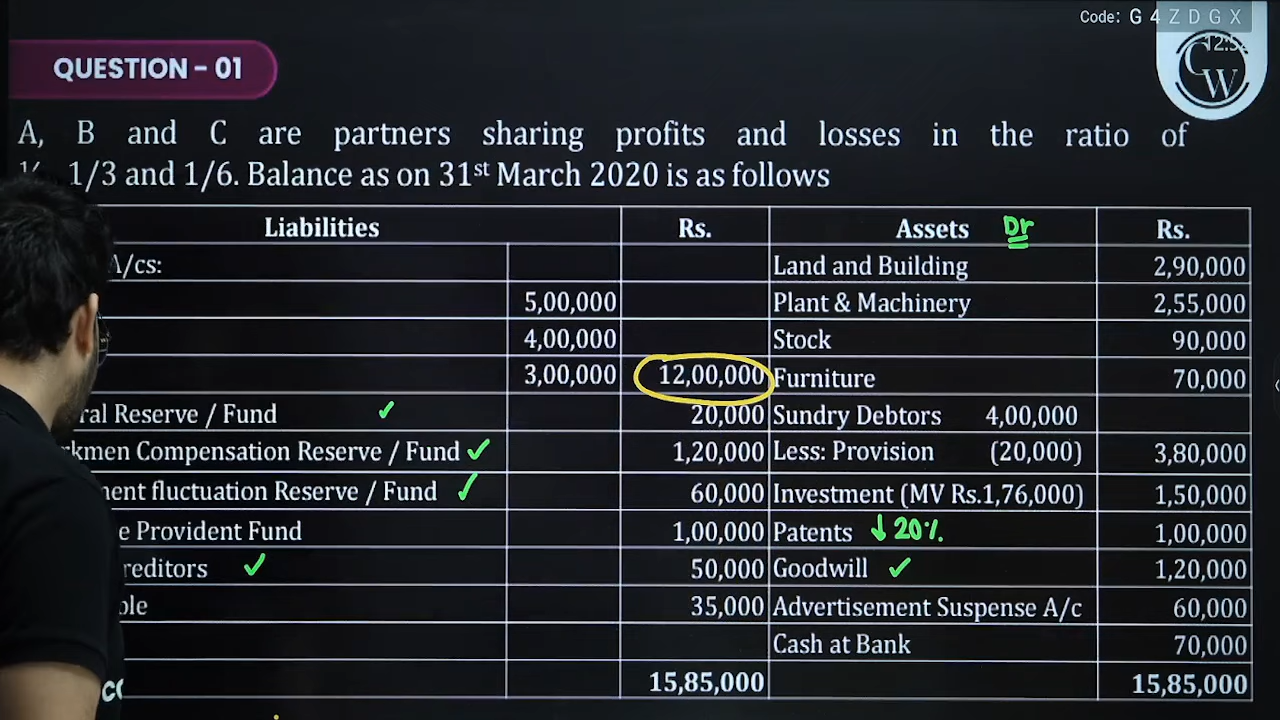 Code: G 4 Z D G X
12:5
CW
QUESTION – 01
A, B and C are partners sharing profits and losses in the ratio of
1/3 and 1/6. Balance as on 31st March 2020 is as follows
Liabilities Rs. Assets Dr Rs.
A/cs: Land and Building 2,90,000
5,00,000 Plant & Machinery 2,55,000
4,00,000 Stock 90,000
3,00,000 12,00,000 Furniture 70,000
ral Reserve / Fund ✓ 20,000 Sundry Debtors 4,00,000
rkmen Compensation Reserve / Fund ✓ 1,20,000 Less: Provision (20,000) 3,80,000
ent fluctuation Reserve / Fund ✓ 60,000 Investment (MV Rs.1,76,000) 1,50,000
e Provident Fund 1,00,000 Patents ↓ 20% 1,00,000
reditors ✓ 50,000 Goodwill ✓ 1,20,000
ble 35,000 Advertisement Suspense A/c 60,000
Cash at Bank 70,000
15,85,000 15,85,000